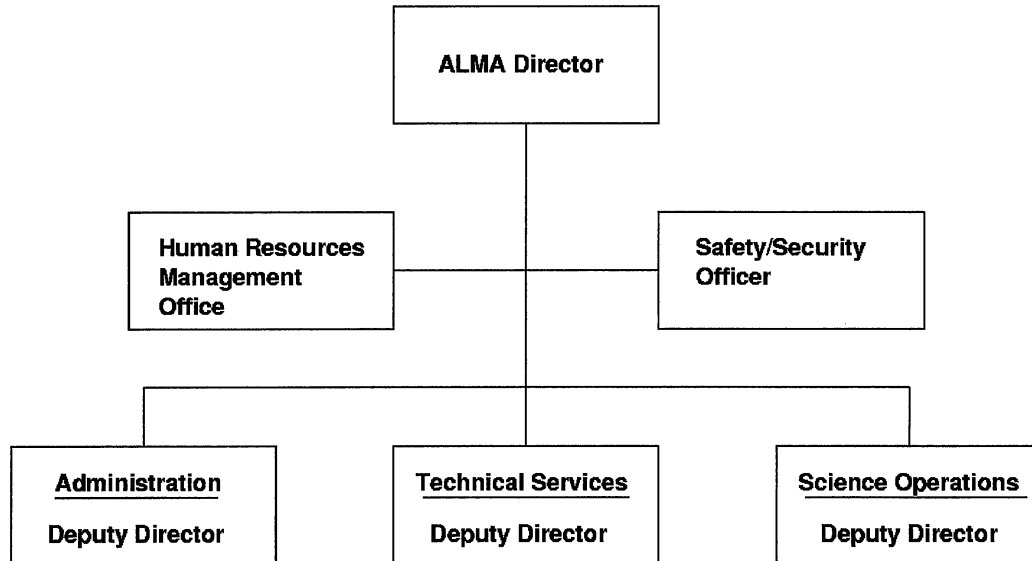 ALMA Director
Human Resources
Management
Office
Safety/Security
Officer
Administration
Deputy Director
Technical Services
Deputy Director
Science Operations
Deputy Director